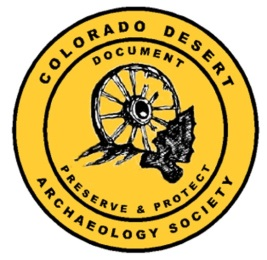 COLORADO DESERT
DOCUMENT
PRESERVE & PROTECT
ARCHAEOLOGY SOCIETY